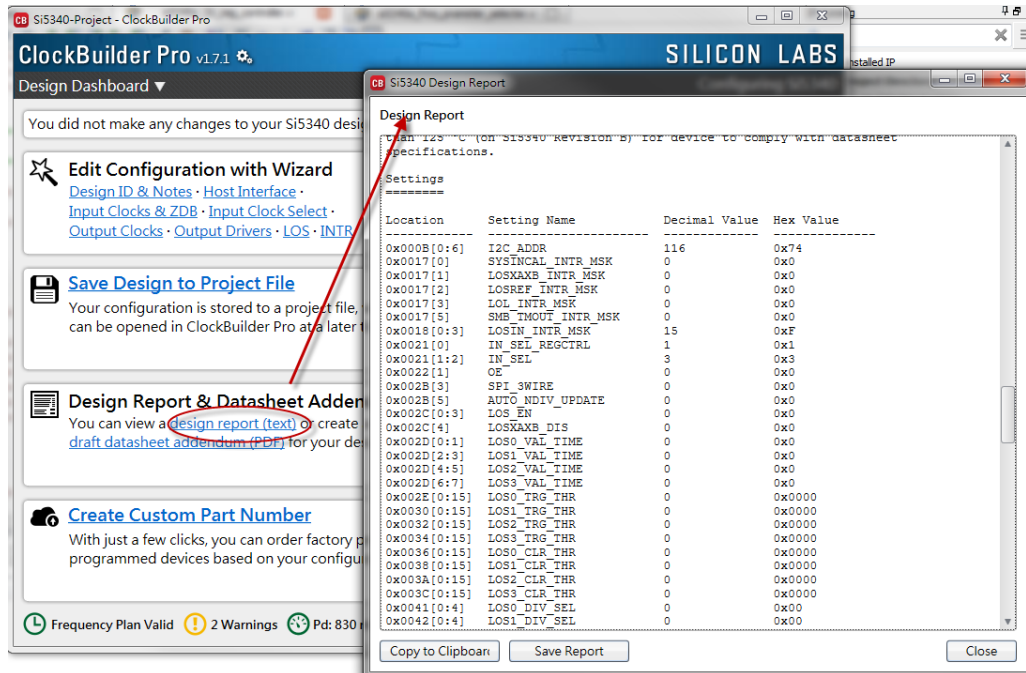 Si5340-Project - ClockBuilder Pro
ClockBuilder Pro v1.7.1
SILICON LABS
Design Dashboard ▼
You did not make any changes to your Si5340
Edit Configuration with Wizard
Design ID & Notes · Host Interface ·
Input Clocks & ZDB · Input Clock Select ·
Output Clocks · Output Drivers · LOS · INTR
Save Design to Project File
Your configuration is stored to a project file,
can be opened in ClockBuilder Pro at a later
Design Report & Datasheet
You can view a design report (text) or create
draft datasheet addendum (PDF) for your
Create Custom Part Number
With just a few clicks, you can order factory
programmed devices based on your
Frequency Plan Valid 2 Warnings Pd: 830
nstalled IP
Si5340 Design Report
Design Report
than 125 °C (on Si5340 Revision B) for device to comply with datasheet
specifications.
Settings
========
Location Setting Name Decimal Value Hex Value
------------ ---------------------- ------------- --------------
0x000B[0:6] I2C_ADDR 116 0x74
0x0017[0] SYSINCAL_INTR_MSK 0 0x0
0x0017[1] LOSXAXB_INTR_MSK 0 0x0
0x0017[2] LOSREF_INTR_MSK 0 0x0
0x0017[3] LOL_INTR_MSK 0 0x0
0x0017[5] SMB_TMOUT_INTR_MSK 0 0x0
0x0018[0:3] LOSIN_INTR_MSK 15 0xF
0x0021[0] IN_SEL_REGCTRL 1 0x1
0x0021[1:2] IN_SEL 3 0x3
0x0022[1] OE 0 0x0
0x002B[3] SPI_3WIRE 0 0x0
0x002B[5] AUTO_NDIV_UPDATE 0 0x0
0x002C[0:3] LOS_EN 0 0x0
0x002C[4] LOSXAXB_DIS 0 0x0
0x002D[0:1] LOS0_VAL_TIME 0 0x0
0x002D[2:3] LOS1_VAL_TIME 0 0x0
0x002D[4:5] LOS2_VAL_TIME 0 0x0
0x002D[6:7] LOS3_VAL_TIME 0 0x0
0x002E[0:15] LOS0_TRG_THR 0 0x0000
0x0030[0:15] LOS1_TRG_THR 0 0x0000
0x0032[0:15] LOS2_TRG_THR 0 0x0000
0x0034[0:15] LOS3_TRG_THR 0 0x0000
0x0036[0:15] LOS0_CLR_THR 0 0x0000
0x0038[0:15] LOS1_CLR_THR 0 0x0000
0x003A[0:15] LOS2_CLR_THR 0 0x0000
0x003C[0:15] LOS3_CLR_THR 0 0x0000
0x0041[0:4] LOS0_DIV_SEL 0 0x00
0x0042[0:4] LOS1_DIV_SEL 0 0x00
Copy to Clipboard Save Report Close